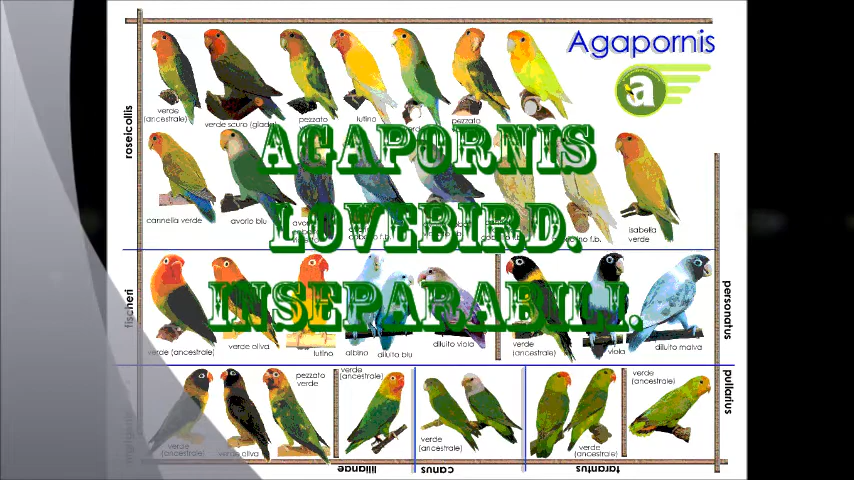 Agapornis
a
verde
(ancestrale)
verde scuro (giada)
pezzato
lutino
pezzato
roseicollis
AGAPORNIS
LOVEBIRD.
INSEPARABILI.
cannella verde
avorio blu
isabella
verde
fischeri
verde (ancestrale)
verde oliva
lutino
albino
diluito blu
diluito viola
verde
(ancestrale)
viola
diluito malva
personatus
verde
(ancestrale)
verde oliva
pezzato
verde
verde
(ancestrale)
lilianae
verde
(ancestrale)
canus
verde
(ancestrale)
taranтus
verde
(ancestrale)
pullarius